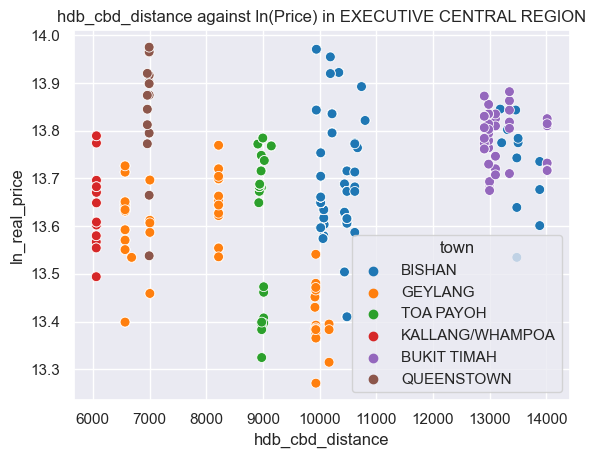 hdb_cbd_distance against ln(Price) in EXECUTIVE CENTRAL REGION
14.0
13.9
13.8
13.7
13.6
13.5
13.4
13.3
ln_real_price
town
BISHAN
GEYLANG
TOA PAYOH
KALLANG/WHAMPOA
BUKIT TIMAH
QUEENSTOWN
6000 7000 8000 9000 10000 11000 12000 13000 14000
hdb_cbd_distance